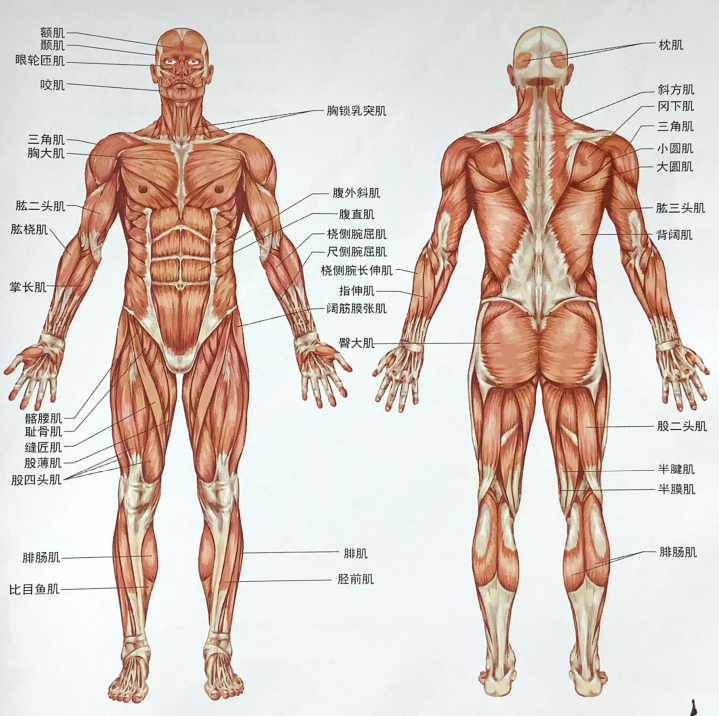 额肌
颞肌
眼轮匝肌
咬肌
三角肌
胸大肌
肱二头肌
肱桡肌
掌长肌
髂腰肌
耻骨肌
缝匠肌
股薄肌
股四头肌
腓肠肌
比目鱼肌
胸锁乳突肌
腹外斜肌
腹直肌
桡侧腕屈肌
尺侧腕屈肌
桡侧腕长伸肌
指伸肌
阔筋膜张肌
臀大肌
腓肌
胫前肌
枕肌
斜方肌
冈下肌
三角肌
小圆肌
大圆肌
肱三头肌
背阔肌
股二头肌
半腱肌
半膜肌
腓肠肌